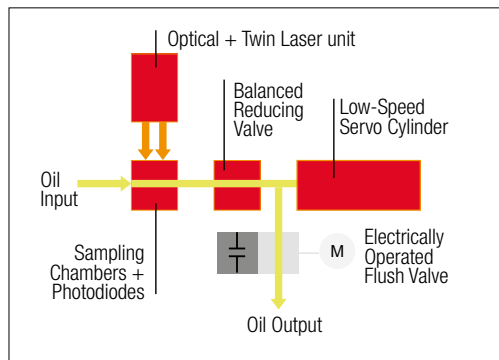 Optical + Twin Laser unit
Balanced
Reducing
Valve
Low-Speed
Servo Cylinder
Oil
Input
Sampling
Chambers +
Photodiodes
M
Electrically
Operated
Flush Valve
Oil Output